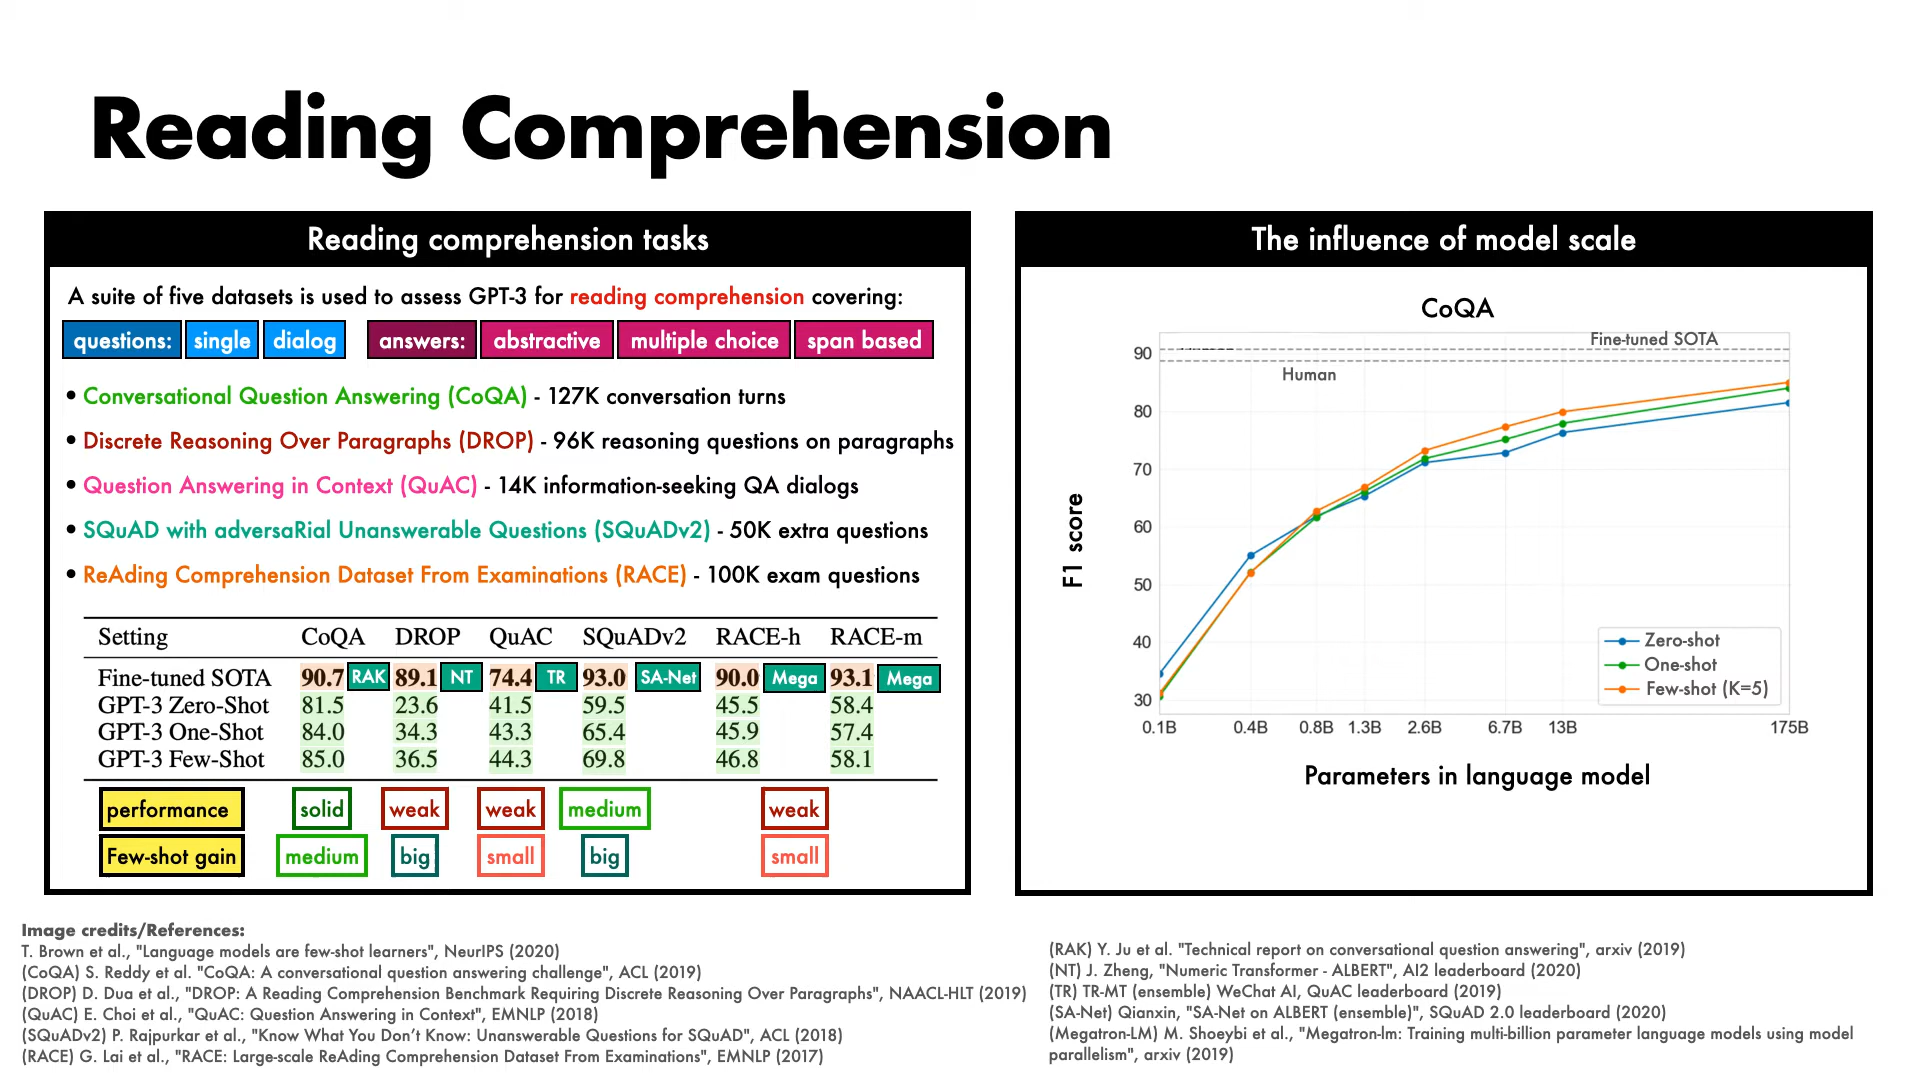 Reading Comprehension
Reading comprehension tasks
A suite of five datasets is used to assess GPT-3 for reading comprehension covering:
questions: single dialog answers: abstractive multiple choice span based
• Conversational Question Answering (CoQA) - 127K conversation turns
• Discrete Reasoning Over Paragraphs (DROP) - 96K reasoning questions on paragraphs
• Question Answering in Context (QuAC) - 14K information-seeking QA dialogs
• SQuAD with adversaRial Unanswerable Questions (SQuADv2) - 50K extra questions
• ReAding Comprehension Dataset From Examinations (RACE) - 100K exam questions
Setting CoQA DROP QuAC SQuADv2 RACE-h RACE-m
Fine-tuned SOTA 90.7 RAK 89.1 NT 74.4 TR 93.0 SA-Net 90.0 Mega 93.1 Mega
GPT-3 Zero-Shot 81.5 23.6 41.5 59.5 45.5 58.4
GPT-3 One-Shot 84.0 34.3 43.3 65.4 45.9 57.4
GPT-3 Few-Shot 85.0 36.5 44.3 69.8 46.8 58.1
performance solid weak weak medium weak
Few-shot gain medium big small big small
The influence of model scale
CoQA
Fine-tuned SOTA
Human
90
80
70
60
50
40
30
F1 score
Zero-shot
One-shot
Few-shot (K=5)
0.1B 0.4B 0.8B 1.3B 2.6B 6.7B 13B 175B
Parameters in language model
Image credits/References:
T. Brown et al., "Language models are few-shot learners", NeurIPS (2020)
(CoQA) S. Reddy et al. "CoQA: A conversational question answering challenge", ACL (2019)
(DROP) D. Dua et al., "DROP: A Reading Comprehension Benchmark Requiring Discrete Reasoning Over Paragraphs", NAACL-HLT (2019)
(QuAC) E. Choi et al., "QuAC: Question Answering in Context", EMNLP (2018)
(SQuADv2) P. Rajpurkar et al., "Know What You Don't Know: Unanswerable Questions for SQuAD", ACL (2018)
(RACE) G. Lai et al., "RACE: Large-scale ReAding Comprehension Dataset From Examinations", EMNLP (2017)
(RAK) Y. Ju et al. "Technical report on conversational question answering", arxiv (2019)
(NT) J. Zheng, "Numeric Transformer - ALBERT", AI2 leaderboard (2020)
(TR) TR-MT (ensemble) WeChat AI, QuAC leaderboard (2019)
(SA-Net) Qianxin, "SA-Net on ALBERT (ensemble)", SQuAD 2.0 leaderboard (2020)
(Megatron-LM) M. Shoeybi et al., "Megatron-lm: Training multi-billion parameter language models using model
parallelism", arxiv (2019)